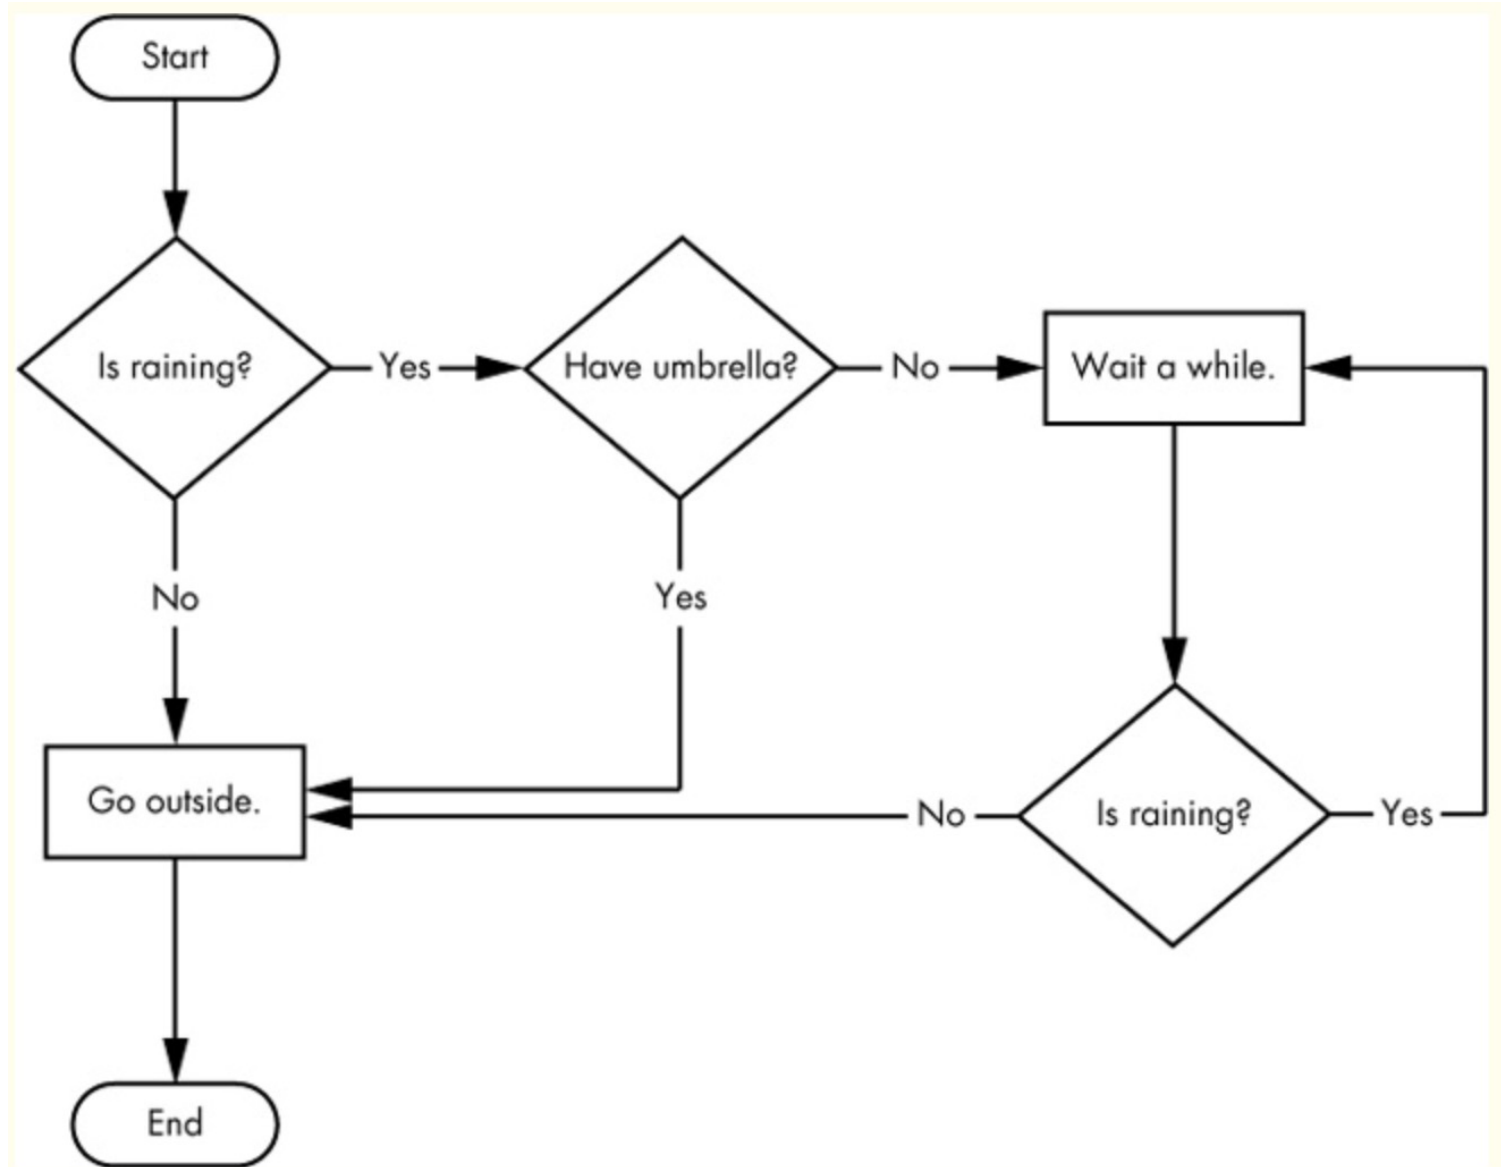 Start
Is raining?
Yes
Have umbrella?
No
Wait a while.
No
Yes
Go outside.
No
Is raining?
Yes
End